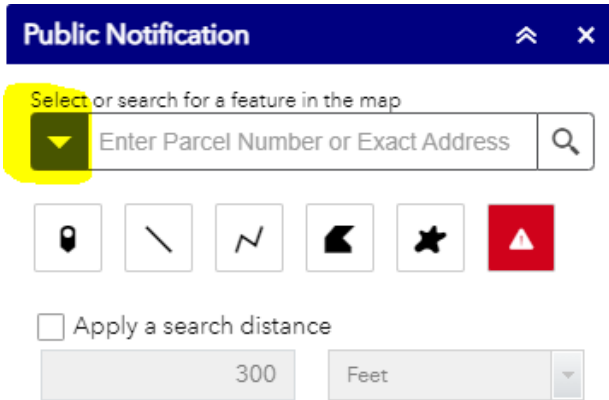 Public Notification
Select or search for a feature in the map
Enter Parcel Number or Exact Address
Apply a search distance
300 Feet